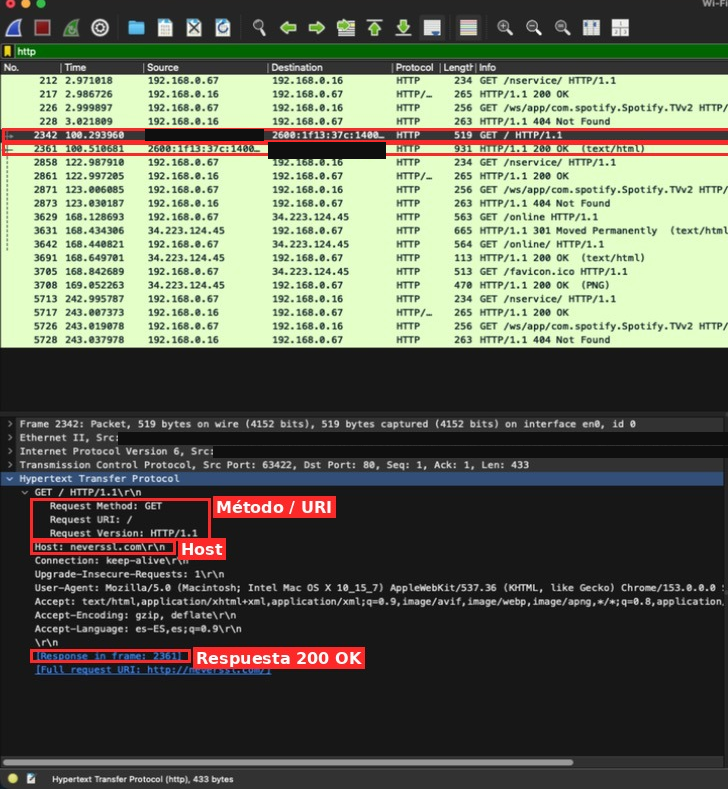 Wi-Fi
http
No. Time Source Destination Protocol Length Info
212 2.971018 192.168.0.67 192.168.0.16 HTTP 234 GET /nservice/ HTTP/1.1
217 2.986726 192.168.0.16 192.168.0.67 HTTP/… 265 HTTP/1.1 200 OK
226 2.999897 192.168.0.67 192.168.0.16 HTTP 256 GET /ws/app/com.spotify.Spotify.TVv2 HTTP/
228 3.021809 192.168.0.16 192.168.0.67 HTTP 263 HTTP/1.1 404 Not Found
2342 100.293960 2600:1f13:37c:1400… HTTP 519 GET / HTTP/1.1
2361 100.510681 2600:1f13:37c:1400… HTTP 931 HTTP/1.1 200 OK (text/html)
2858 122.987910 192.168.0.67 192.168.0.16 HTTP 234 GET /nservice/ HTTP/1.1
2861 122.997205 192.168.0.16 192.168.0.67 HTTP/… 265 HTTP/1.1 200 OK
2871 123.006085 192.168.0.67 192.168.0.16 HTTP 256 GET /ws/app/com.spotify.Spotify.TVv2 HTTP/
2873 123.030187 192.168.0.16 192.168.0.67 HTTP 263 HTTP/1.1 404 Not Found
3629 168.128693 192.168.0.67 34.223.124.45 HTTP 563 GET /online HTTP/1.1
3631 168.434306 34.223.124.45 192.168.0.67 HTTP 665 HTTP/1.1 301 Moved Permanently (text/html
3642 168.440821 192.168.0.67 34.223.124.45 HTTP 564 GET /online/ HTTP/1.1
3691 168.649701 34.223.124.45 192.168.0.67 HTTP 113 HTTP/1.1 200 OK (text/html)
3705 168.842689 192.168.0.67 34.223.124.45 HTTP 513 GET /favicon.ico HTTP/1.1
3708 169.052263 34.223.124.45 192.168.0.67 HTTP 470 HTTP/1.1 200 OK (PNG)
5713 242.995787 192.168.0.67 192.168.0.16 HTTP 234 GET /nservice/ HTTP/1.1
5717 243.007373 192.168.0.16 192.168.0.67 HTTP/… 265 HTTP/1.1 200 OK
5726 243.019078 192.168.0.67 192.168.0.16 HTTP 256 GET /ws/app/com.spotify.Spotify.TVv2 HTTP/
5728 243.037978 192.168.0.16 192.168.0.67 HTTP 263 HTTP/1.1 404 Not Found
Frame 2342: Packet, 519 bytes on wire (4152 bits), 519 bytes captured (4152 bits) on interface en0, id 0
Ethernet II, Src:
Internet Protocol Version 6, Src:
Transmission Control Protocol, Src Port: 63422, Dst Port: 80, Seq: 1, Ack: 1, Len: 433
Hypertext Transfer Protocol
GET / HTTP/1.1\r\n
Request Method: GET
Método / URI
Request URI: /
Request Version: HTTP/1.1
Host: neverssl.com\r\n
Host
Connection: keep-alive\r\n
Upgrade-Insecure-Requests: 1\r\n
User-Agent: Mozilla/5.0 (Macintosh; Intel Mac OS X 10_15_7) AppleWebKit/537.36 (KHTML, like Gecko) Chrome/153.0.0.0
Accept: text/html,application/xhtml+xml,application/xml;q=0.9,image/avif,image/webp,image/apng,*/*;q=0.8,application
Accept-Encoding: gzip, deflate\r\n
Accept-Language: es-ES,es;q=0.9\r\n
\r\n
[Response in frame: 2361]
Respuesta 200 OK
[Full request URI: http://neverssl.com/]
Hypertext Transfer Protocol (http), 433 bytes